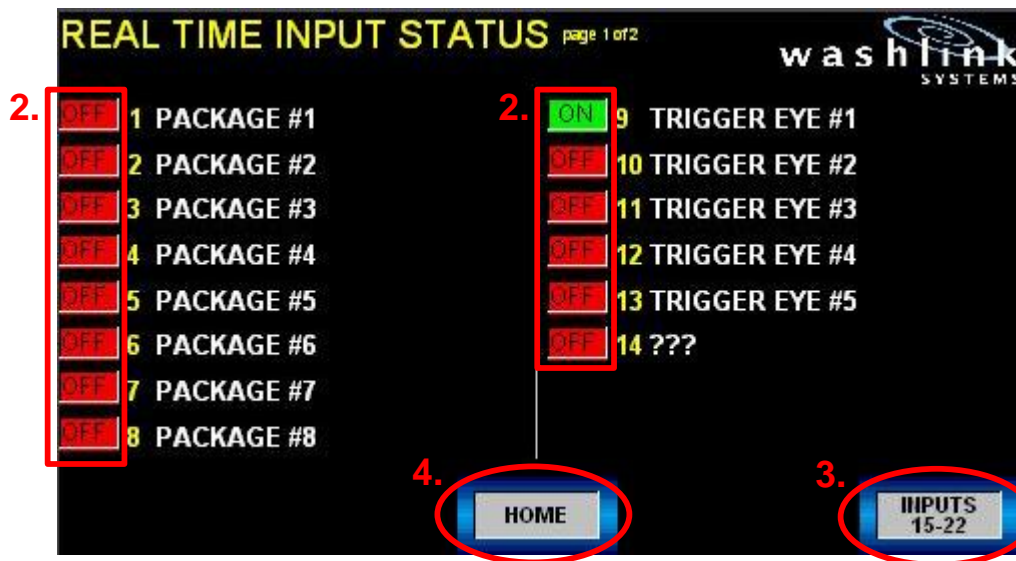 REAL TIME INPUT STATUS page 1 of 2
washlink
SYSTEMS
2.
OFF 1 PACKAGE #1
OFF 2 PACKAGE #2
OFF 3 PACKAGE #3
OFF 4 PACKAGE #4
OFF 5 PACKAGE #5
OFF 6 PACKAGE #6
OFF 7 PACKAGE #7
OFF 8 PACKAGE #8
2.
ON 9 TRIGGER EYE #1
OFF 10 TRIGGER EYE #2
OFF 11 TRIGGER EYE #3
OFF 12 TRIGGER EYE #4
OFF 13 TRIGGER EYE #5
OFF 14 ???
4.
HOME
3.
INPUTS
15-22